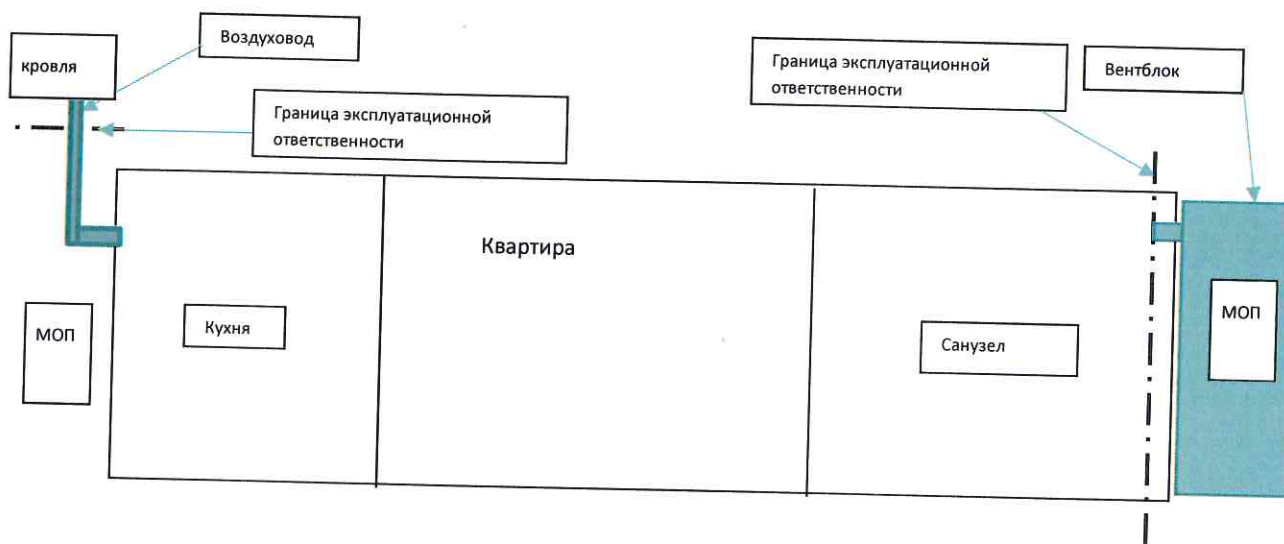 Воздуховод
кровля
Граница эксплуатационной
ответственности
Граница эксплуатационной
ответственности
Вентблок
Квартира
МОП
Кухня
Санузел
МОП